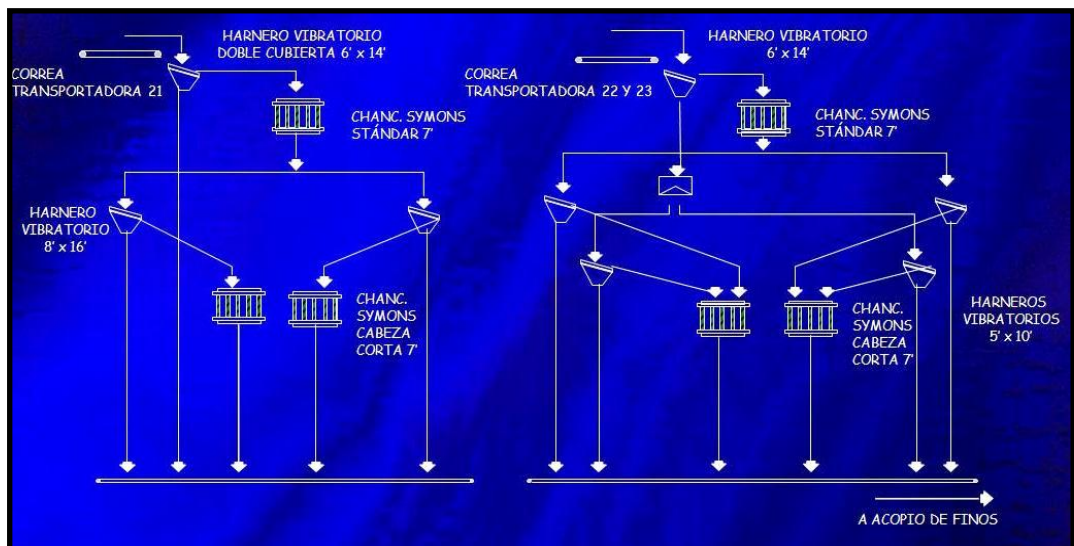 HARNERO VIBRATORIO
DOBLE CUBIERTA 6' x 14'
CORREA
TRANSPORTADORA 21
CHANC. SYMONS
STÁNDAR 7'
HARNERO
VIBRATORIO
8' x 16'
CHANC.
SYMONS
CABEZA
CORTA 7'
HARNERO VIBRATORIO
6' x 14'
CORREA
TRANSPORTADORA 22 Y 23
CHANC. SYMONS
STÁNDAR 7'
CHANC.
SYMONS
CABEZA
CORTA 7'
HARNEROS
VIBRATORIOS
5' x 10'
A ACOPIO DE FINOS